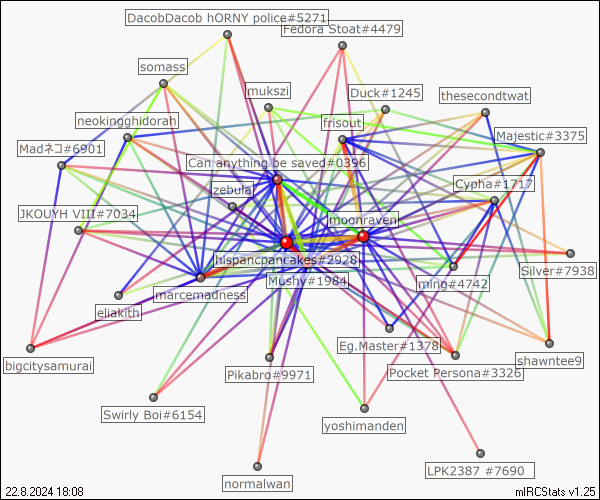 DacobDacob hORNY police#5271
Fedora Stoat#4479
somass
mukszi
Duck#1245
thesecondtwat
neokingghidorah
frisout
Majestic#3375
Madネコ#6901
Can anything be saved#0396
zebula
Cypha#1717
JKOUYH VIII#7034
moonraven
hispancpancakes#2928
Silver#7938
Mushy#1984
ming#4742
marcemadness
eliakith
Eg.Master#1378
shawntee9
bigcitysamurai
Pikabro#9971
Pocket Persona#3326
Swirly Boi#6154
yoshimanden
LPK2387 #7690
normalwan
22.8.2024 18:08
mIRCStats v1.25